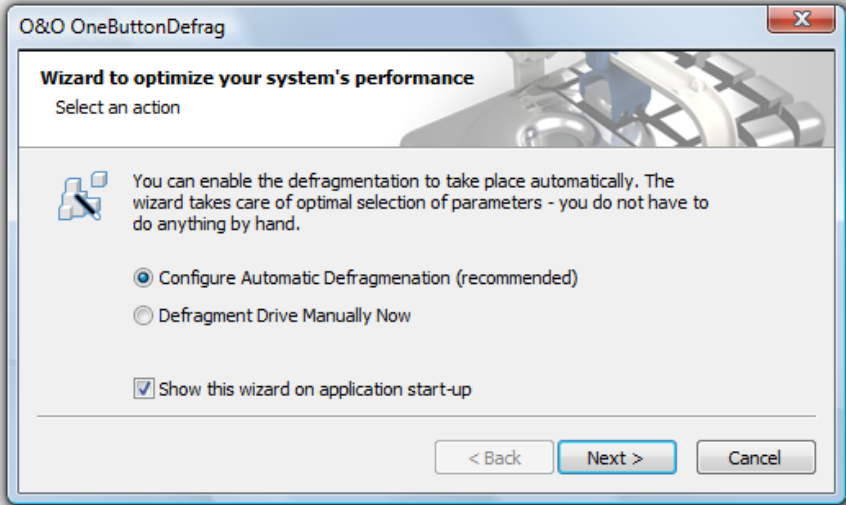 O&O OneButtonDefrag
Wizard to optimize your system's performance
Select an action
You can enable the defragmentation to take place automatically. The
wizard takes care of optimal selection of parameters - you do not have to
do anything by hand.
Configure Automatic Defragmenation (recommended)
Defragment Drive Manually Now
Show this wizard on application start-up
< Back Next > Cancel